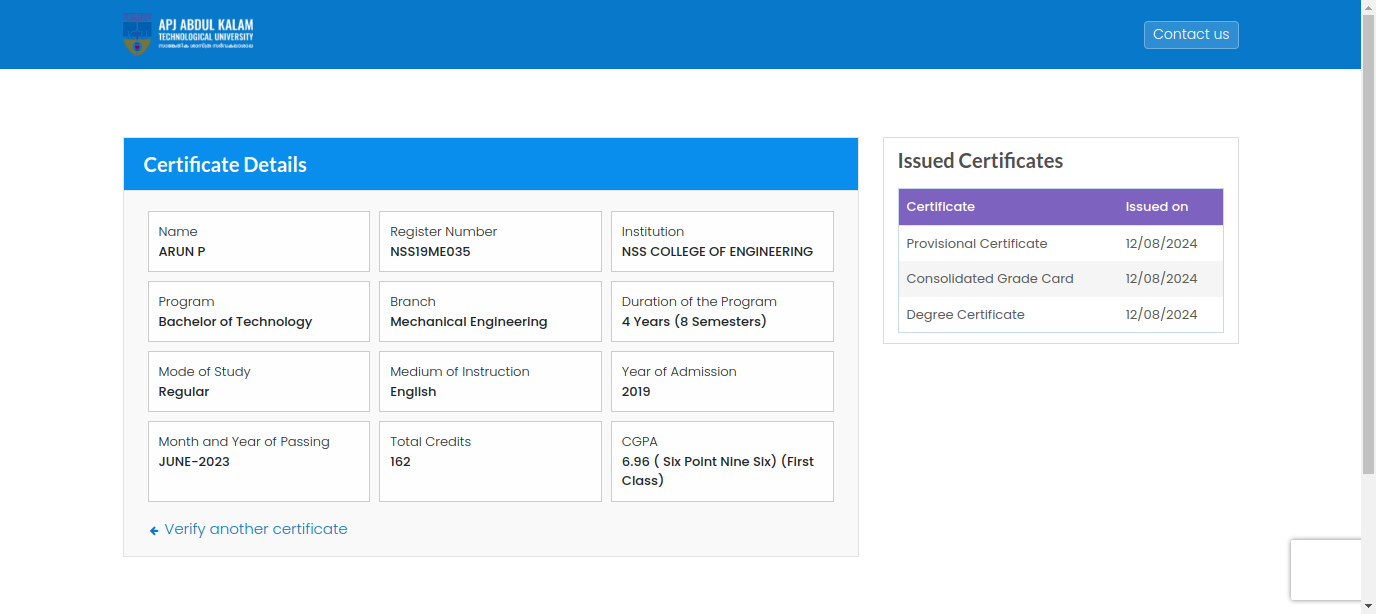 APJ ABDUL KALAM
TECHNOLOGICAL UNIVERSITY
Contact us
Certificate Details
Name
ARUN P
Register Number
NSS19ME035
Institution
NSS COLLEGE OF ENGINEERING
Program
Bachelor of Technology
Branch
Mechanical Engineering
Duration of the Program
4 Years (8 Semesters)
Mode of Study
Regular
Medium of Instruction
English
Year of Admission
2019
Month and Year of Passing
JUNE-2023
Total Credits
162
CGPA
6.96 ( Six Point Nine Six) (First
Class)
Verify another certificate
Issued Certificates
Certificate Issued on
Provisional Certificate 12/08/2024
Consolidated Grade Card 12/08/2024
Degree Certificate 12/08/2024